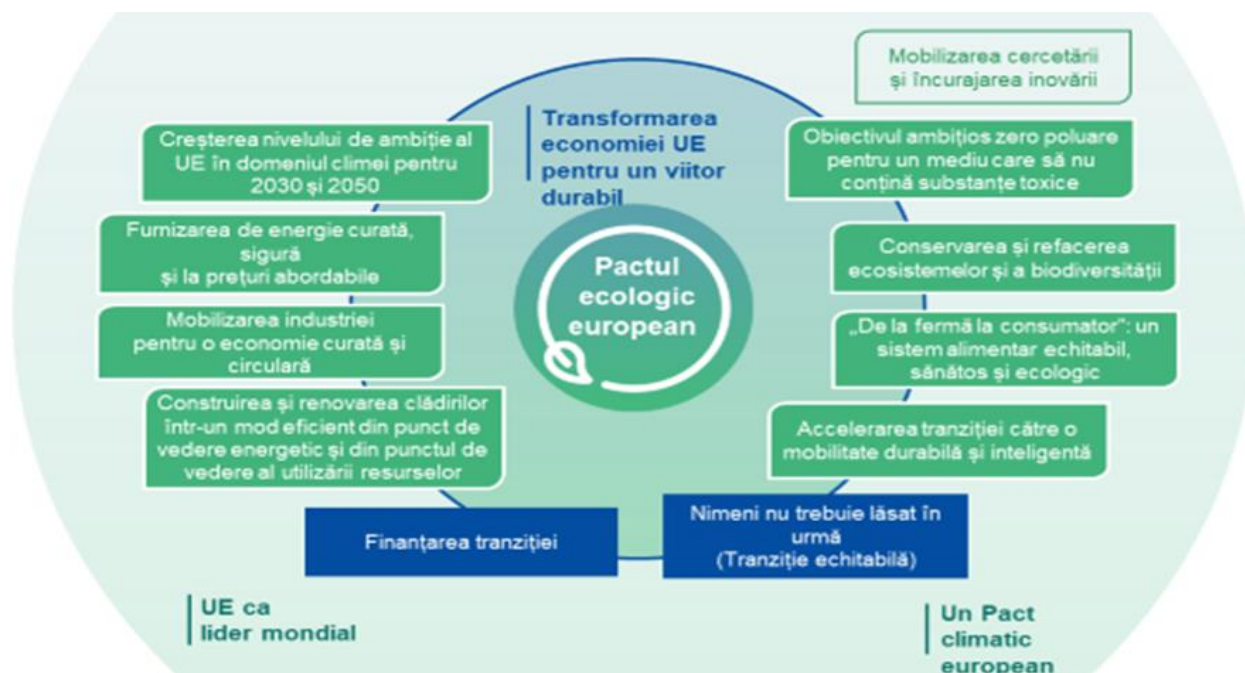 Mobilizarea cercetării
și încurajarea inovării
Transformarea
economiei UE
pentru un viitor
durabil
Creșterea nivelului de ambiție al
UE în domeniul climei pentru
2030 și 2050
Furnizarea de energie curată,
sigură
și la prețuri abordabile
Mobilizarea industriei
pentru o economie curată și
circulară
Construirea și renovarea clădirilor
într-un mod eficient din punct de
vedere energetic și din punctul de
vedere al utilizării resurselor
Pactul
ecologic
european
Obiectivul ambițios zero poluare
pentru un mediu care să nu
conțină substanțe toxice
Conservarea și refacerea
ecosistemelor și a biodiversității
„De la fermă la consumator”: un
sistem alimentar echitabil,
sănătos și ecologic
Accelerarea tranziției către o
mobilitate durabilă și inteligentă
Finanțarea tranziției
Nimeni nu trebuie lăsat în
urmă
(Tranziție echitabilă)
UE ca
lider mondial
Un Pact
climatic
european